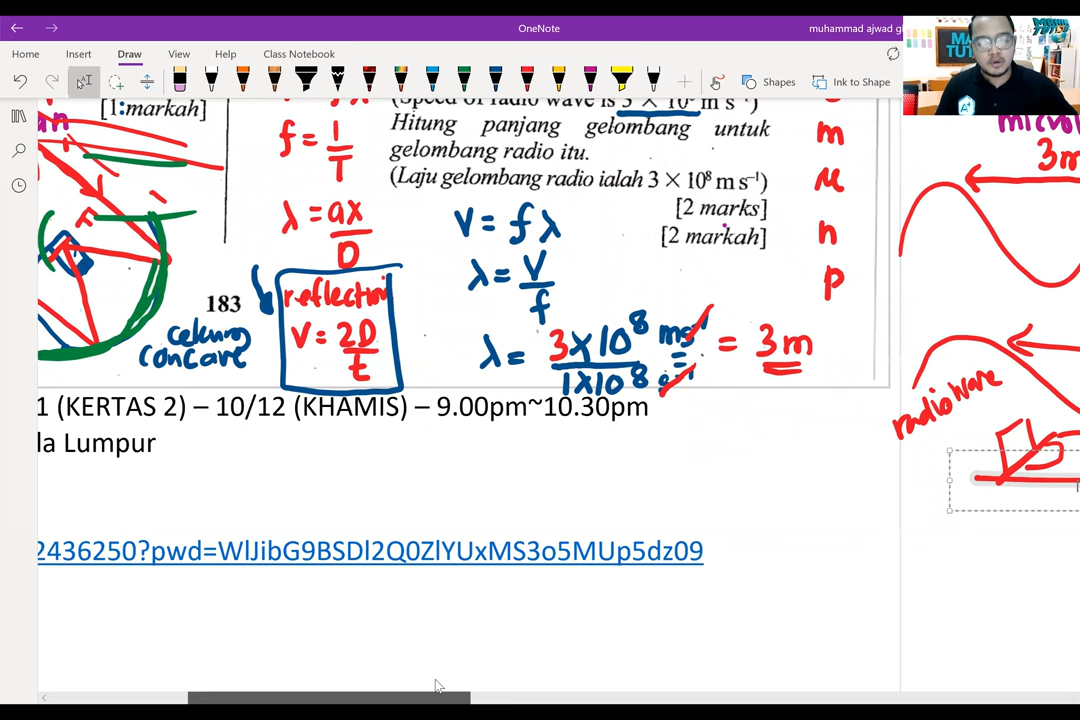 OneNote
muhammad ajwad
Home Insert Draw View Help Class Notebook
Shapes Ink to Shape
[1 markah]
(Speed of radio wave is 3 × 10⁸ m s⁻¹)
Hitung panjang gelombang untuk
gelombang radio itu.
(Laju gelombang radio ialah 3 × 10⁸ m s⁻¹)
[2 marks]
[2 markah]
f = 1/T
λ = ax/D
183
cekung
concave
reflection
V = 2D/t
V = fλ
λ = V/f
λ = 3×10⁸ ms⁻¹ / 1×10⁸ = 3m
m
μ
n
p
3m
radio wave
1 (KERTAS 2) – 10/12 (KHAMIS) – 9.00pm~10.30pm
la Lumpur
2436250?pwd=WlJibG9BSDl2Q0ZlYUxMS3o5MUp5dz09